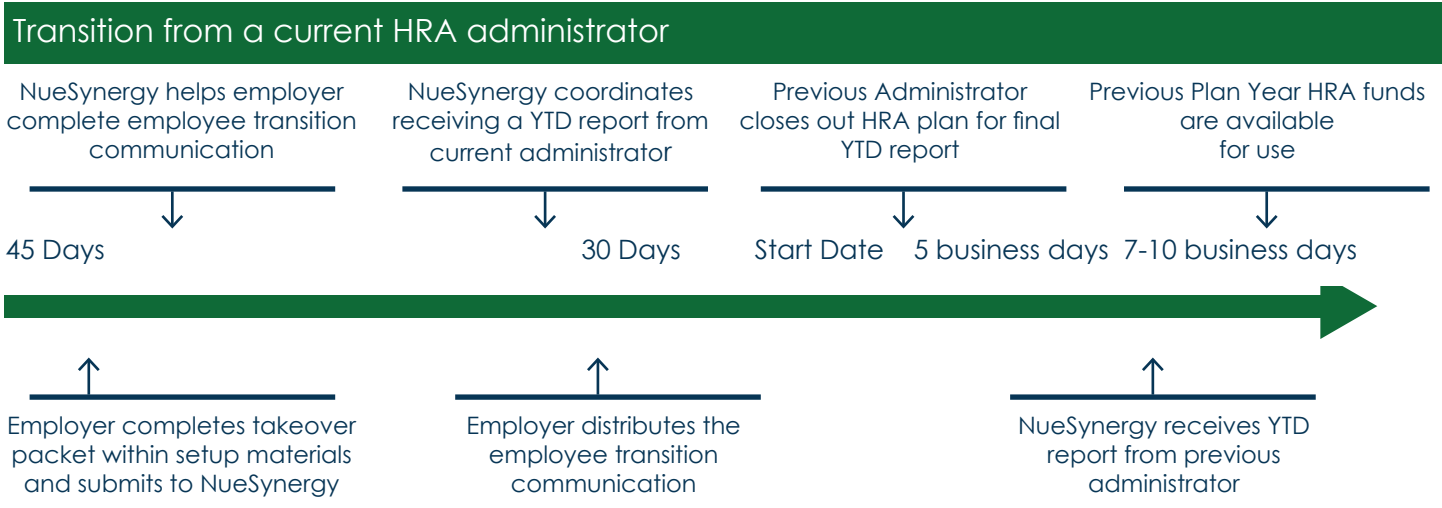 Transition from a current HRA administrator
NueSynergy helps employer
complete employee transition
communication
NueSynergy coordinates
receiving a YTD report from
current administrator
Previous Administrator
closes out HRA plan for final
YTD report
Previous Plan Year HRA funds
are available
for use
45 Days
30 Days
Start Date
5 business days
7-10 business days
Employer completes takeover
packet within setup materials
and submits to NueSynergy
Employer distributes the
employee transition
communication
NueSynergy receives YTD
report from previous
administrator